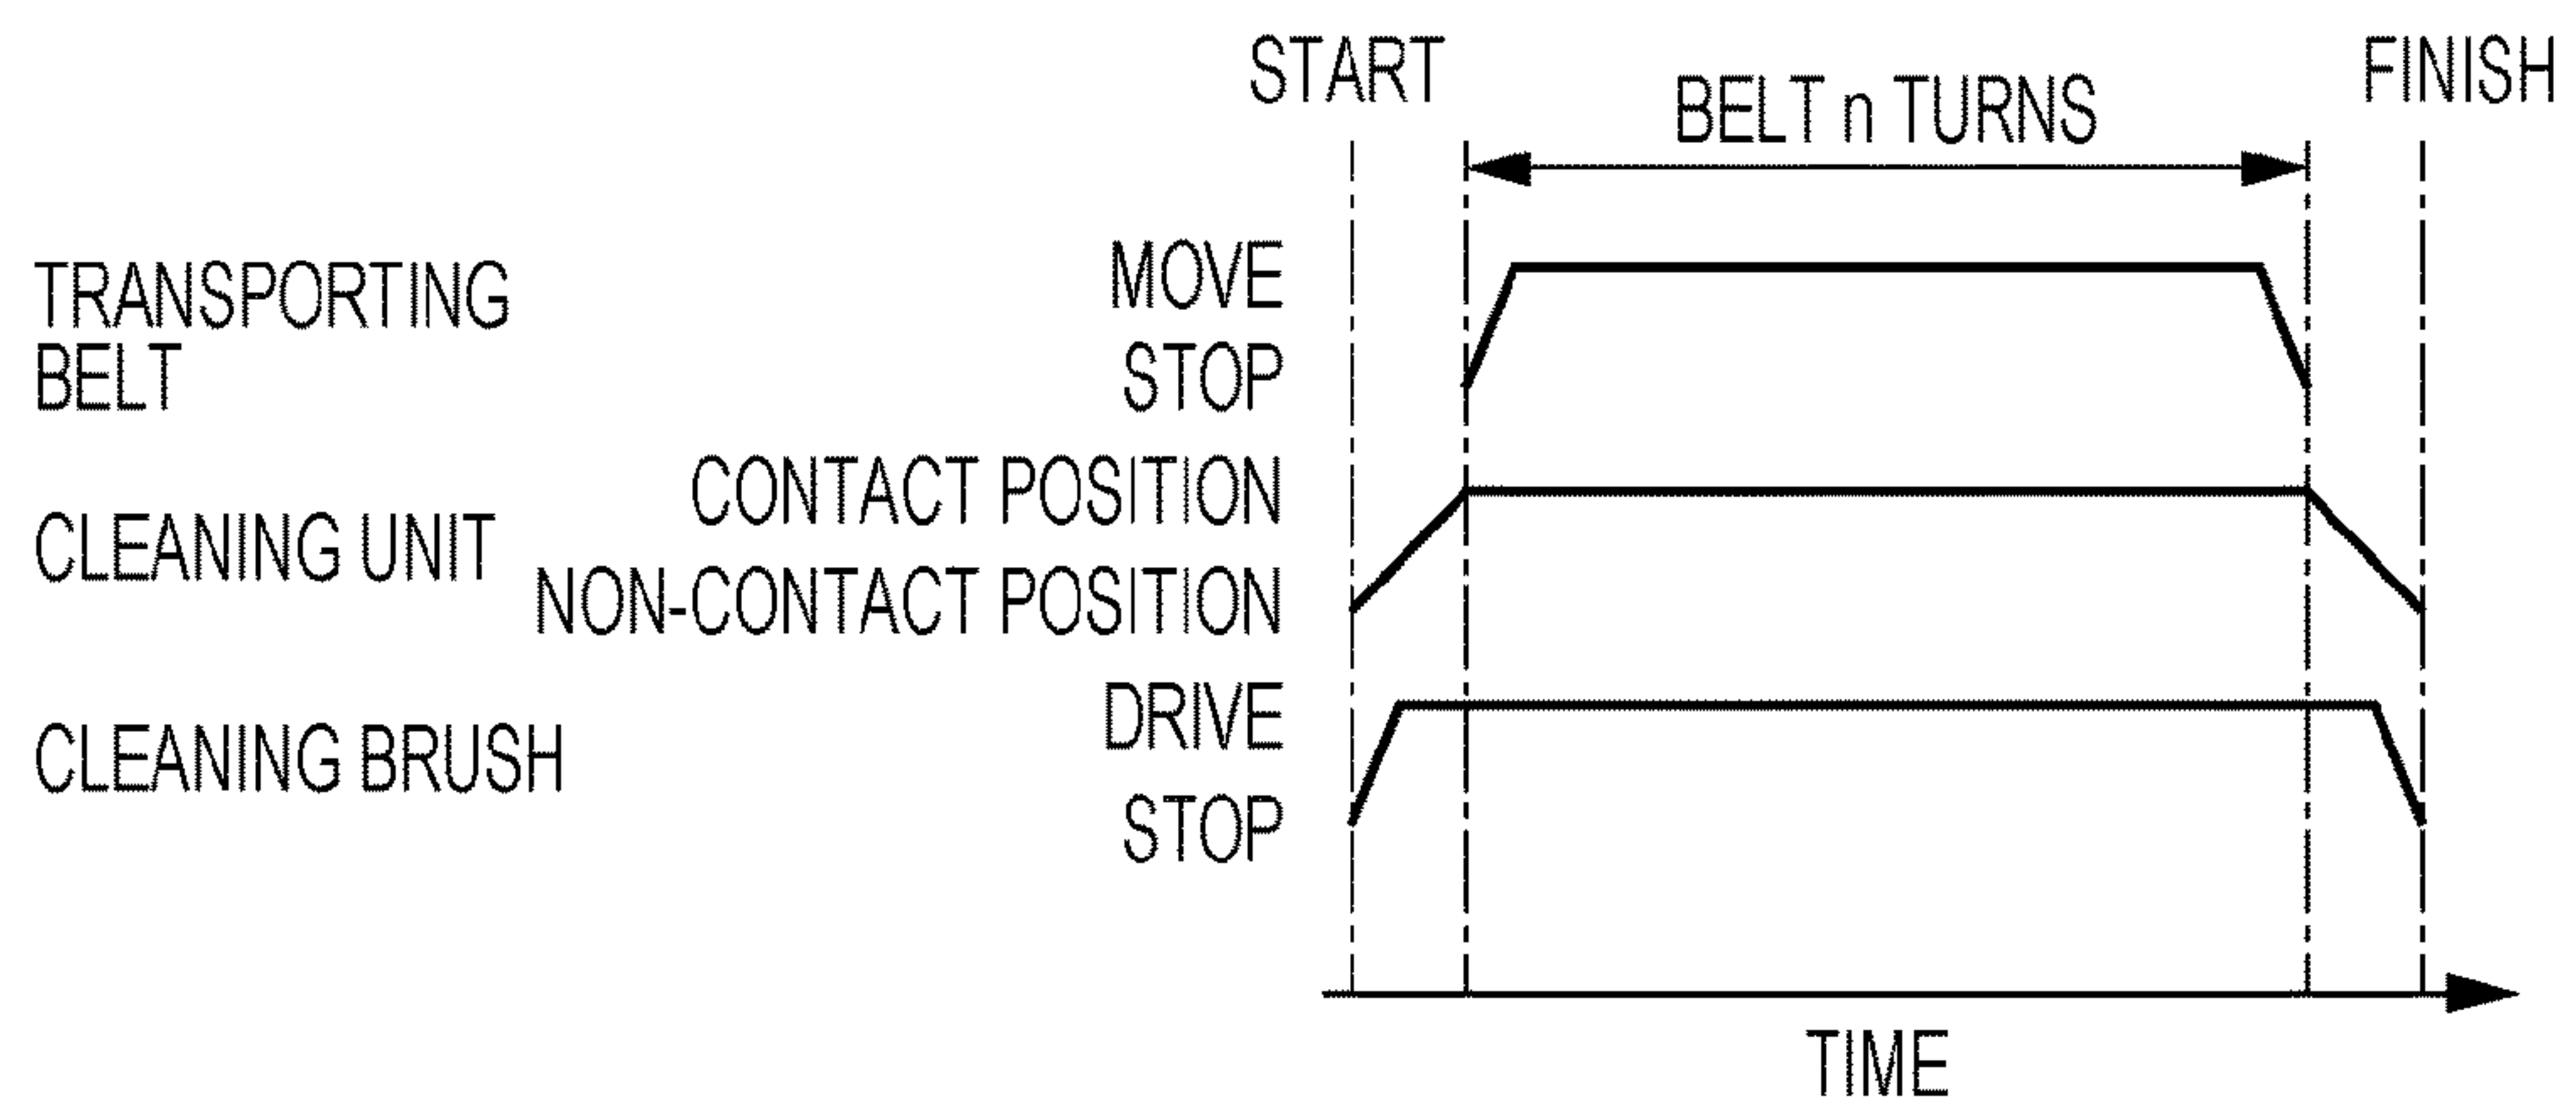 START
FINISH
BELT n TURNS
TRANSPORTING
BELT
MOVE
STOP
CLEANING UNIT
CONTACT POSITION
NON-CONTACT POSITION
CLEANING BRUSH
DRIVE
STOP
TIME